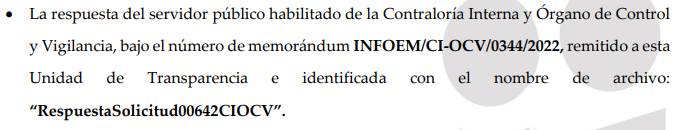 • La respuesta del servidor público habilitado de la Contraloría Interna y Órgano de Control
y Vigilancia, bajo el número de memorándum INFOEM/CI-OCV/0344/2022, remitido a esta
Unidad de Transparencia e identificada con el nombre de archivo:
“RespuestaSolicitud00642CIOCV”.